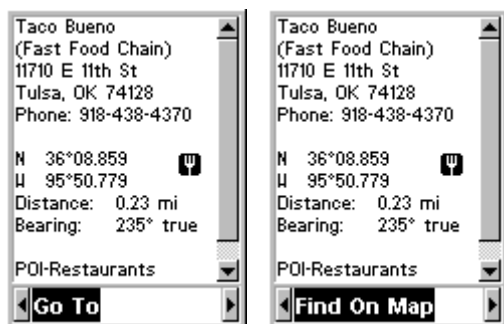 Taco Bueno
(Fast Food Chain)
11710 E 11th St
Tulsa, OK 74128
Phone: 918-438-4370
N 36°08.859
W 95°50.779
Distance: 0.23 mi
Bearing: 235° true
POI-Restaurants
Go To
Taco Bueno
(Fast Food Chain)
11710 E 11th St
Tulsa, OK 74128
Phone: 918-438-4370
N 36°08.859
W 95°50.779
Distance: 0.23 mi
Bearing: 235° true
POI-Restaurants
Find On Map